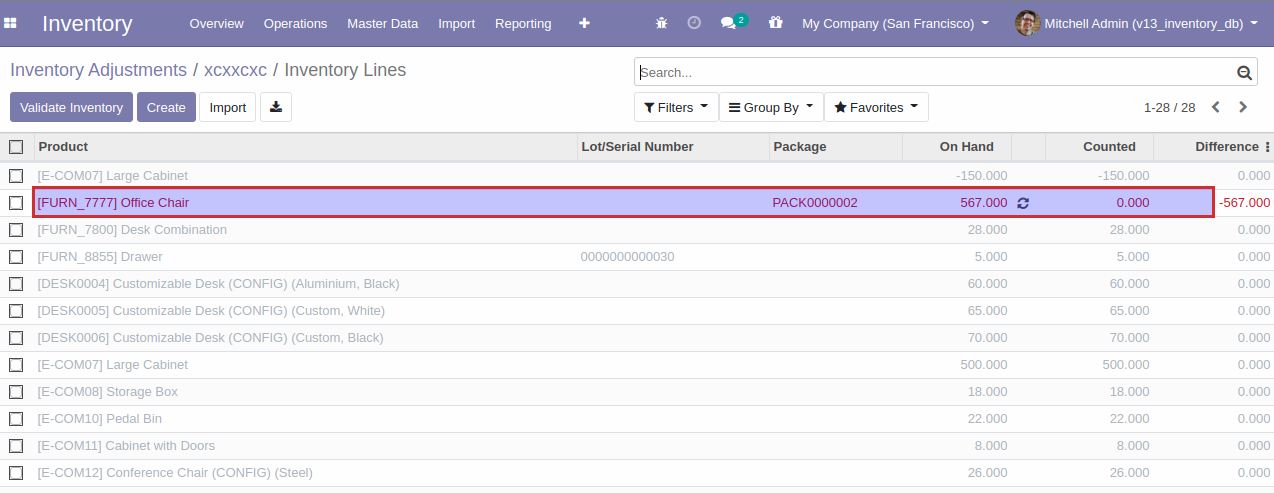 Inventory Overview Operations Master Data Import Reporting 2 My Company (San Francisco) Mitchell Admin (v13_inventory_db)
Inventory Adjustments / xcxxcxc / Inventory Lines Search...
Validate Inventory Create Import Filters Group By Favorites 1-28 / 28
Product Lot/Serial Number Package On Hand Counted Difference
[E-COM07] Large Cabinet -150.000 -150.000 0.000
[FURN_7777] Office Chair PACK0000002 567.000 0.000 -567.000
[FURN_7800] Desk Combination 28.000 28.000 0.000
[FURN_8855] Drawer 0000000000030 5.000 5.000 0.000
[DESK0004] Customizable Desk (CONFIG) (Aluminium, Black) 60.000 60.000 0.000
[DESK0005] Customizable Desk (CONFIG) (Custom, White) 65.000 65.000 0.000
[DESK0006] Customizable Desk (CONFIG) (Custom, Black) 70.000 70.000 0.000
[E-COM07] Large Cabinet 500.000 500.000 0.000
[E-COM08] Storage Box 18.000 18.000 0.000
[E-COM10] Pedal Bin 22.000 22.000 0.000
[E-COM11] Cabinet with Doors 8.000 8.000 0.000
[E-COM12] Conference Chair (CONFIG) (Steel) 26.000 26.000 0.000